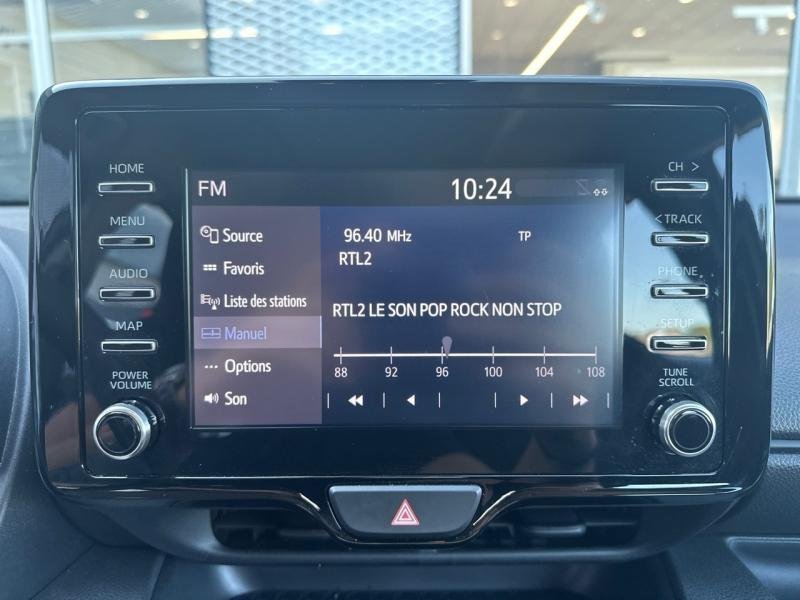 HOME
MENU
AUDIO
MAP
POWER
VOLUME
FM 10:24
Source
Favoris
Liste des stations
Manuel
Options
Son
96.40 MHz TP
RTL2
RTL2 LE SON POP ROCK NON STOP
88 92 96 100 104 108
CH >
< TRACK
PHONE
SETUP
TUNE
SCROLL